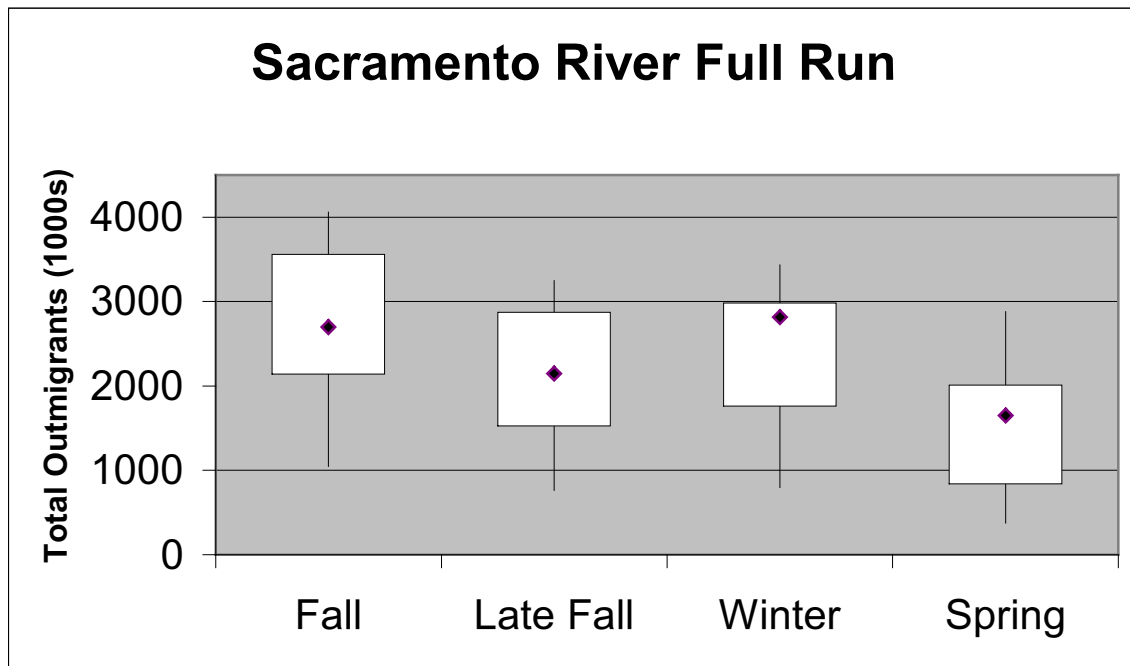 Sacramento River Full Run
Total Outmigrants (1000s)
4000
3000
2000
1000
0
Fall Late Fall Winter Spring